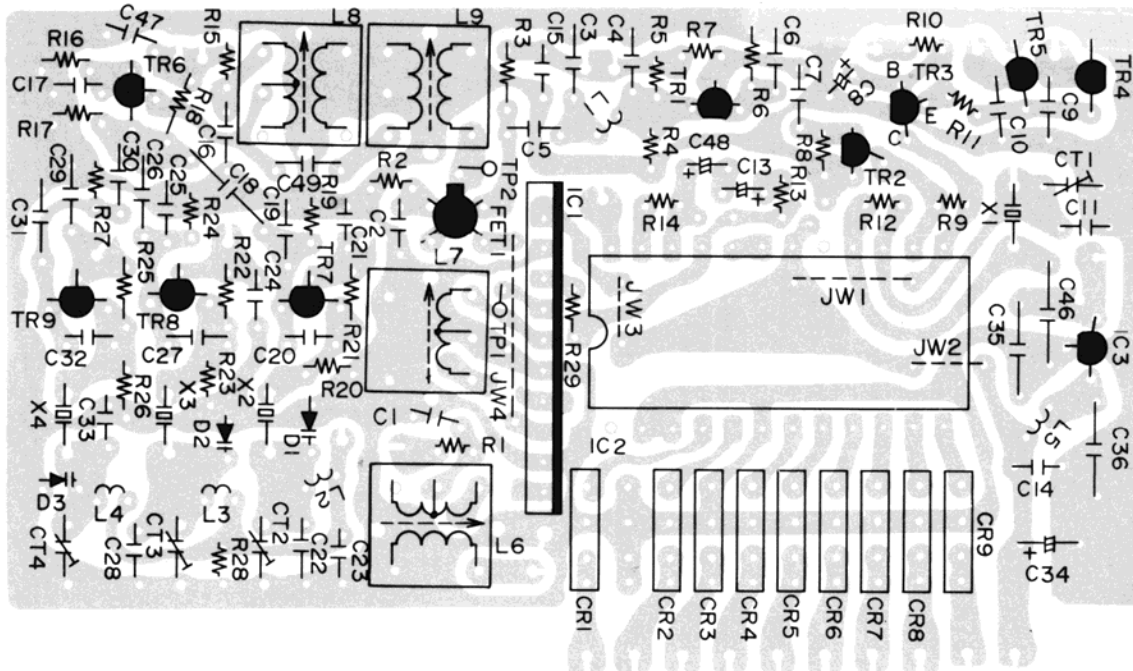 C47
R15
L8
L9
R3
C15
C3
C4
R5
R7
C6
R10
TR5
R16
TR6
C17
R17
R18
C16
TR1
R6
C7
C8
+
B
TR3
E
C
R11
C10
C9
TR4
L1
C5
R4
C48
+
C13
+
R8
R13
TR2
CT1
C29
C30
C26
C25
C18
C49
R19
R2
TP2
IC1
C31
R27
R24
C19
C21
C2
FET1
R14
R12
R9
X1
C11
R25
R22
C24
TR7
L7
JW3
JW1
C46
TR9
TR8
R21
TP1
R29
JW2
C35
IC3
C32
C27
R23
C20
R20
JW4
X4
C33
R26
X3
D2
X2
D1
C1
R1
IC2
L5
C36
C14
D3
L4
L3
L2
CT4
C28
CT3
R28
CT2
C22
C23
L6
CR9
+
C34
CR1
CR2
CR3
CR4
CR5
CR6
CR7
CR8